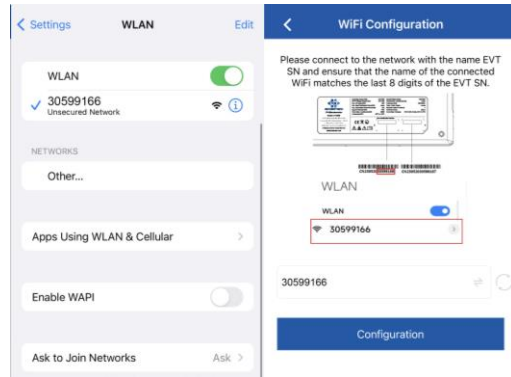 Settings
WLAN
Edit
WLAN
30599166
Unsecured Network
NETWORKS
Other...
Apps Using WLAN & Cellular
Enable WAPI
Ask to Join Networks
Ask
WiFi Configuration
Please connect to the network with the name EVT
SN and ensure that the name of the connected
WiFi matches the last 8 digits of the EVT SN.
WLAN
WLAN
30599166
30599166
Configuration